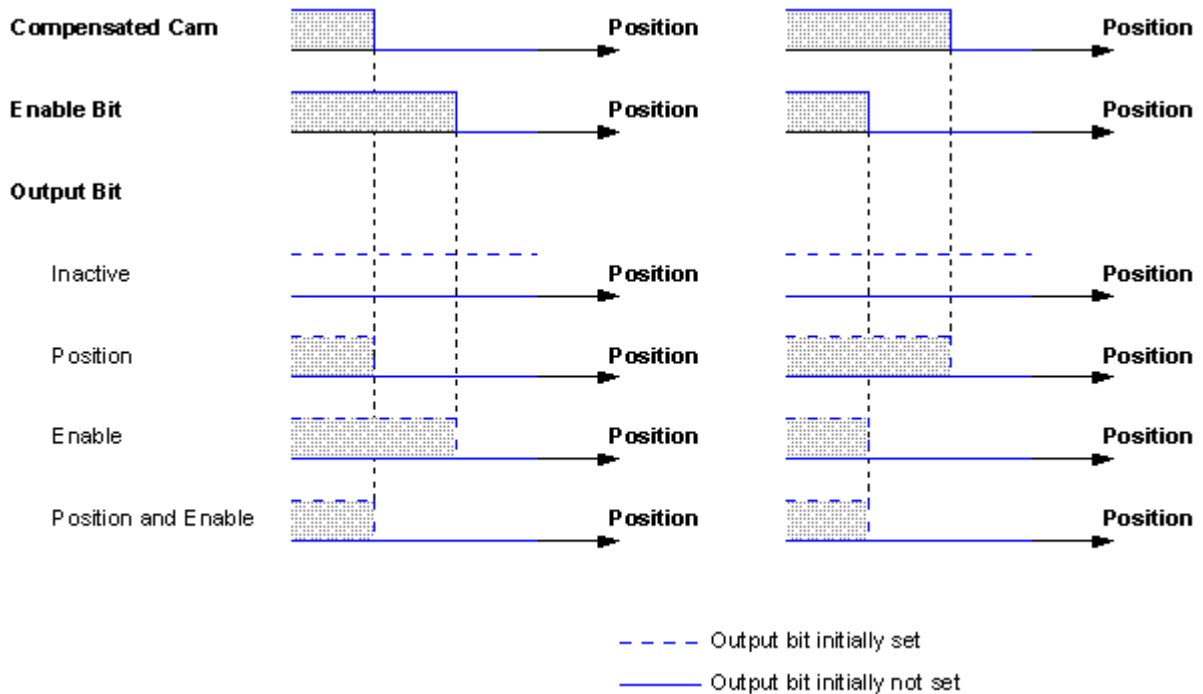 Compensated Cam Position Position
Enable Bit Position Position
Output Bit
Inactive Position Position
Position Position Position
Enable Position Position
Position and Enable Position Position
Output bit initially set
Output bit initially not set